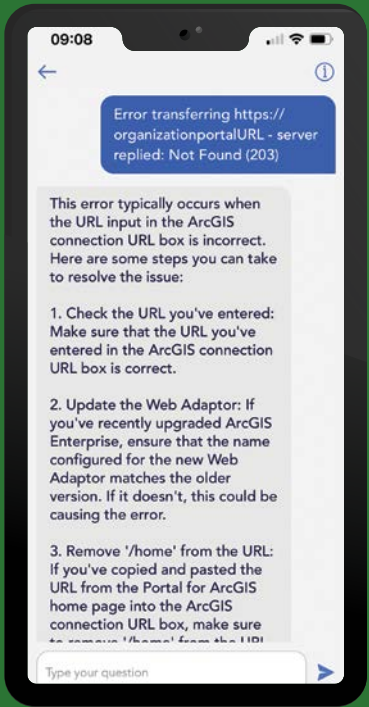 09:08
Error transferring https://
organizationportalURL - server
replied: Not Found (203)
This error typically occurs when
the URL input in the ArcGIS
connection URL box is incorrect.
Here are some steps you can take
to resolve the issue:
1. Check the URL you've entered:
Make sure that the URL you've
entered in the ArcGIS connection
URL box is correct.
2. Update the Web Adaptor: If
you've recently upgraded ArcGIS
Enterprise, ensure that the name
configured for the new Web
Adaptor matches the older
version. If it doesn't, this could be
causing the error.
3. Remove '/home' from the URL:
If you've copied and pasted the
URL from the Portal for ArcGIS
home page into the ArcGIS
connection URL box, make sure
to remove '/home' from the URL
Type your question